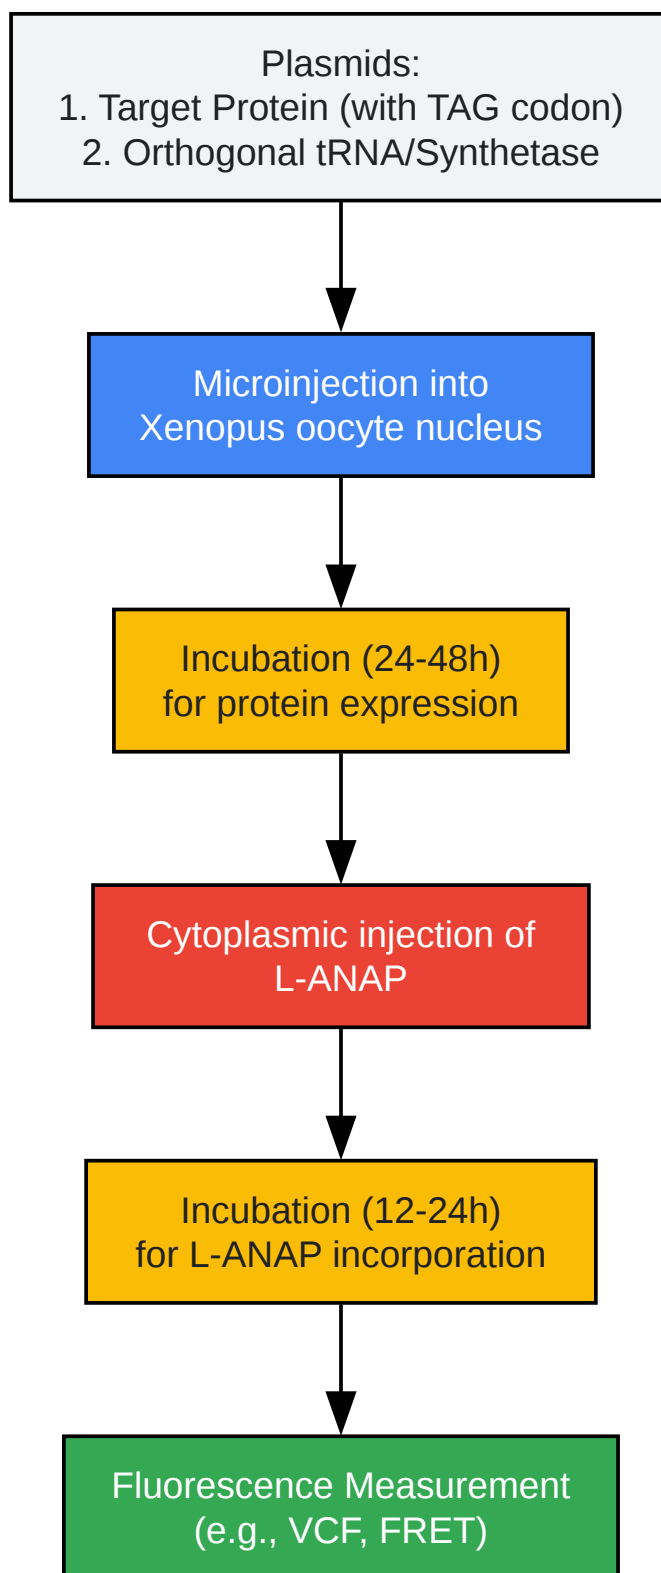 Plasmids:
1. Target Protein (with TAG codon)
2. Orthogonal tRNA/Synthetase
Microinjection into
Xenopus oocyte nucleus
Incubation (24-48h)
for protein expression
Cytoplasmic injection of
L-ANAP
Incubation (12-24h)
for L-ANAP incorporation
Fluorescence Measurement
(e.g., VCF, FRET)